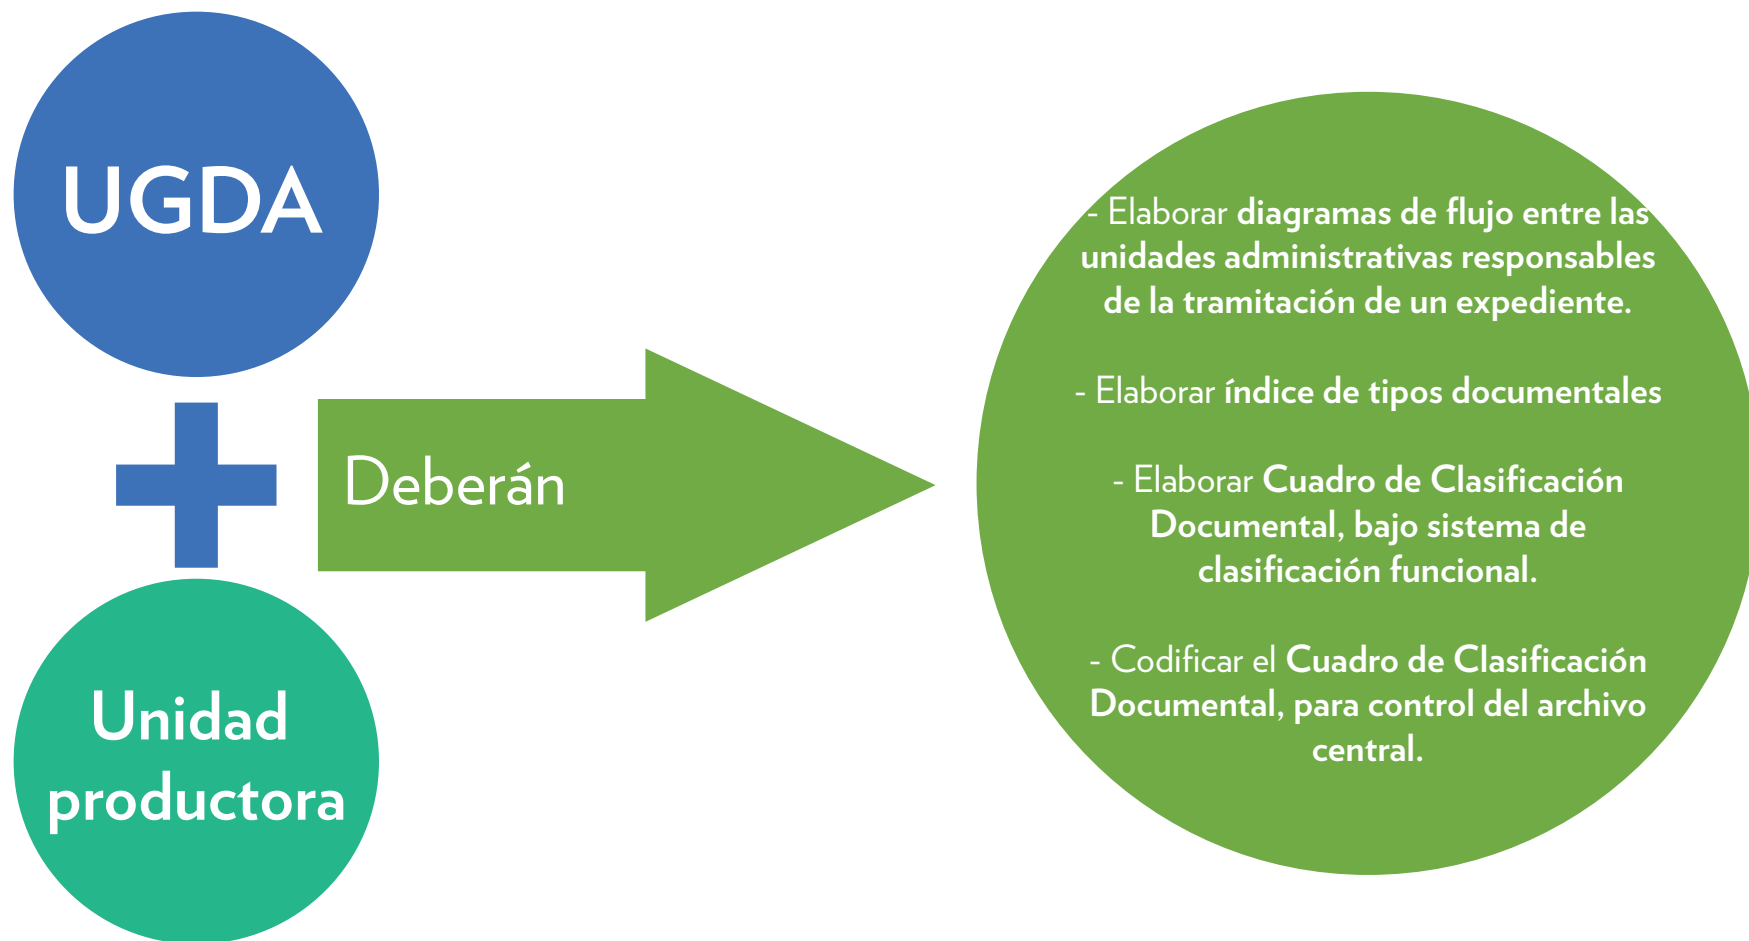 UGDA
Unidad
productora
Deberán
- Elaborar diagramas de flujo entre las
unidades administrativas responsables
de la tramitación de un expediente.
- Elaborar índice de tipos documentales
- Elaborar Cuadro de Clasificación
Documental, bajo sistema de
clasificación funcional.
- Codificar el Cuadro de Clasificación
Documental, para control del archivo
central.